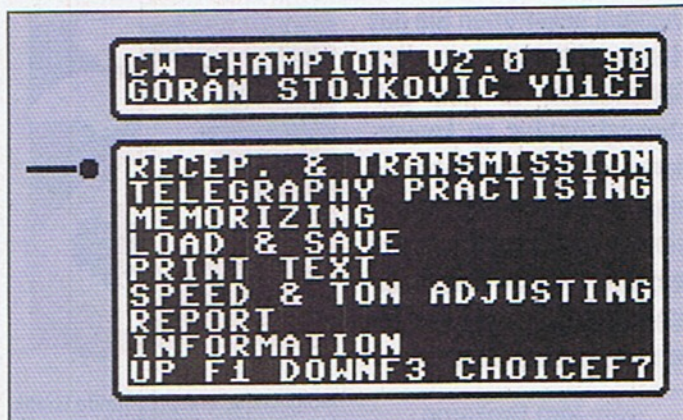 CW CHAMPION V2.0 I 90
GORAN STOJKOVIC YU1CF
RECEP. & TRANSMISSION
TELEGRAPHY PRACTISING
MEMORIZING
LOAD & SAVE
PRINT TEXT
SPEED & TON ADJUSTING
REPORT
INFORMATION
UP F1 DOWNF3 CHOICEF7